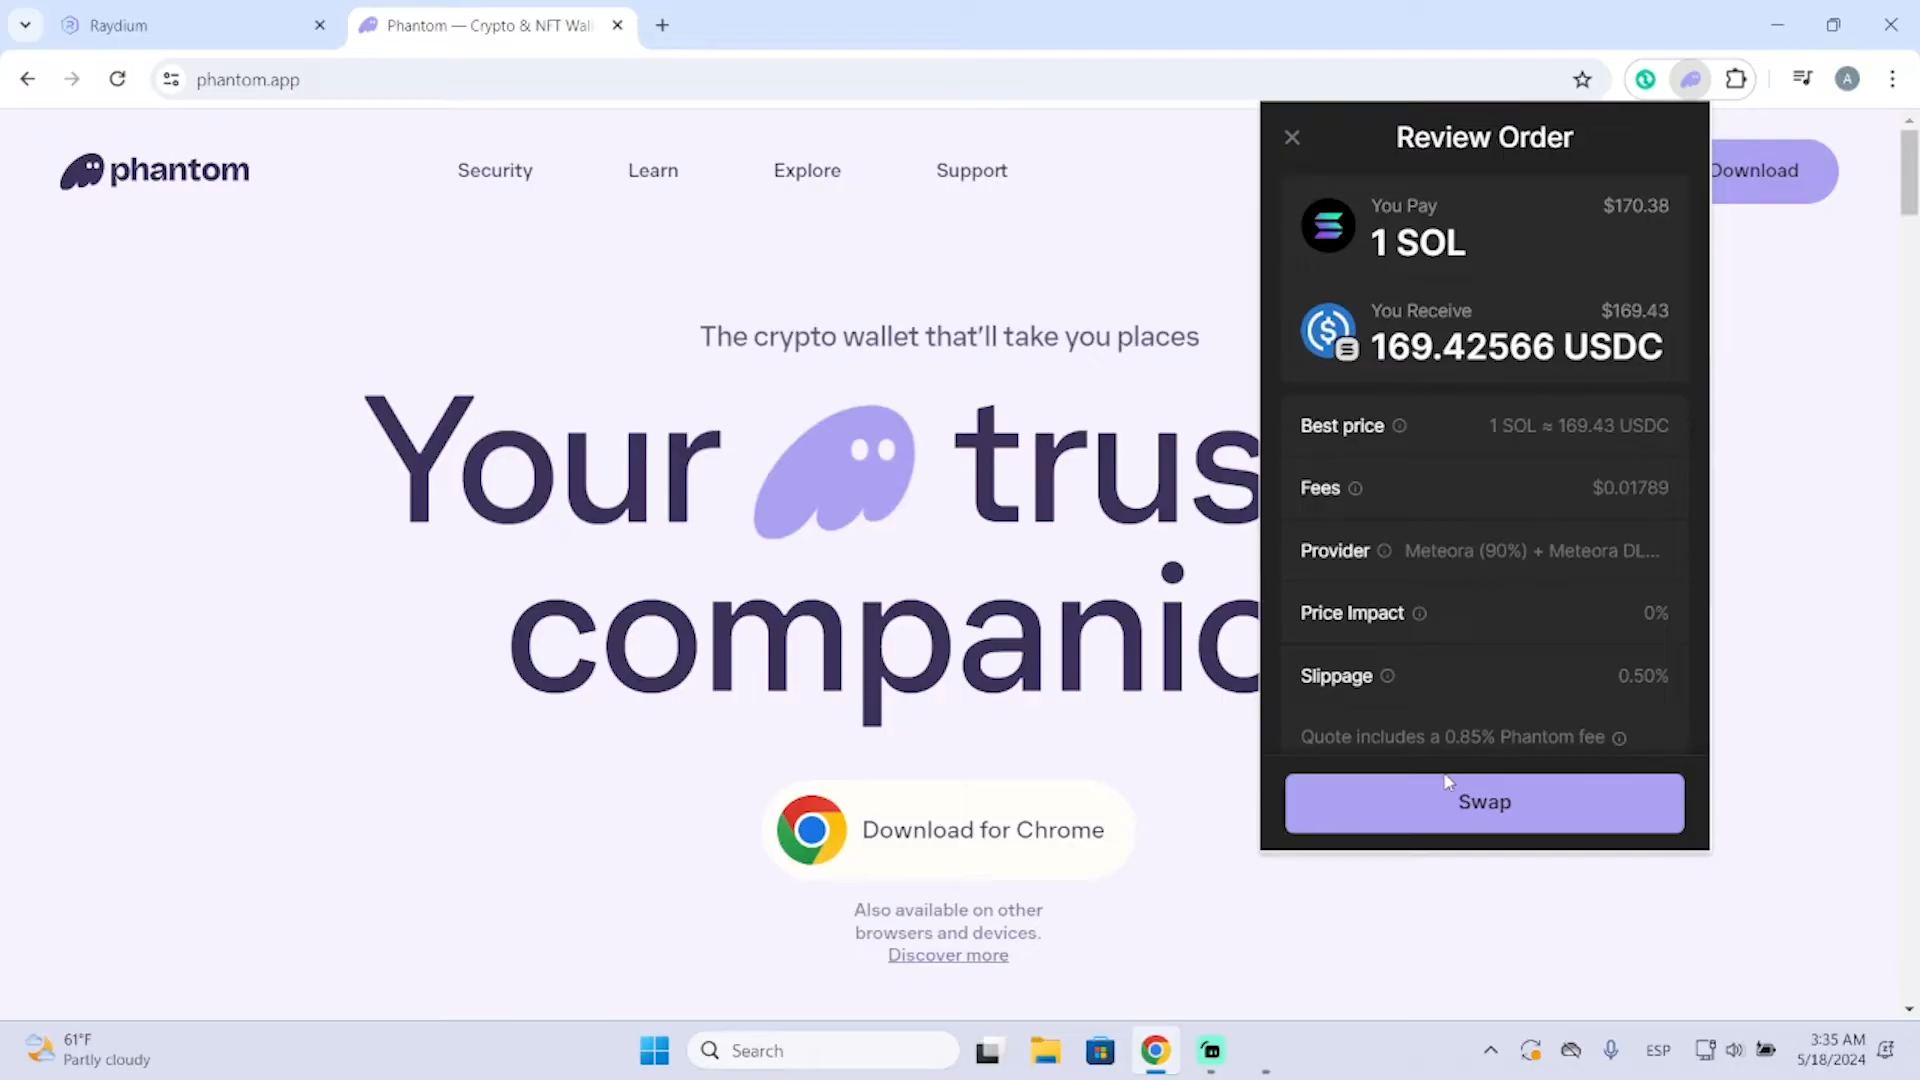 Raydium
Phantom — Crypto & NFT Wal
phantom.app
A
phantom
Security
Learn
Explore
Support
Download
The crypto wallet that'll take you places
Your trus
companio
Download for Chrome
Also available on other
browsers and devices.
Discover more
Review Order
You Pay
$170.38
1 SOL
You Receive
$169.43
169.42566 USDC
Best price
1 SOL ≈ 169.43 USDC
Fees
$0.01789
Provider
Meteora (90%) + Meteora DL...
Price Impact
0%
Slippage
0.50%
Quote includes a 0.85% Phantom fee
Swap
61°F
Partly cloudy
Search
ESP
3:35 AM
5/18/2024